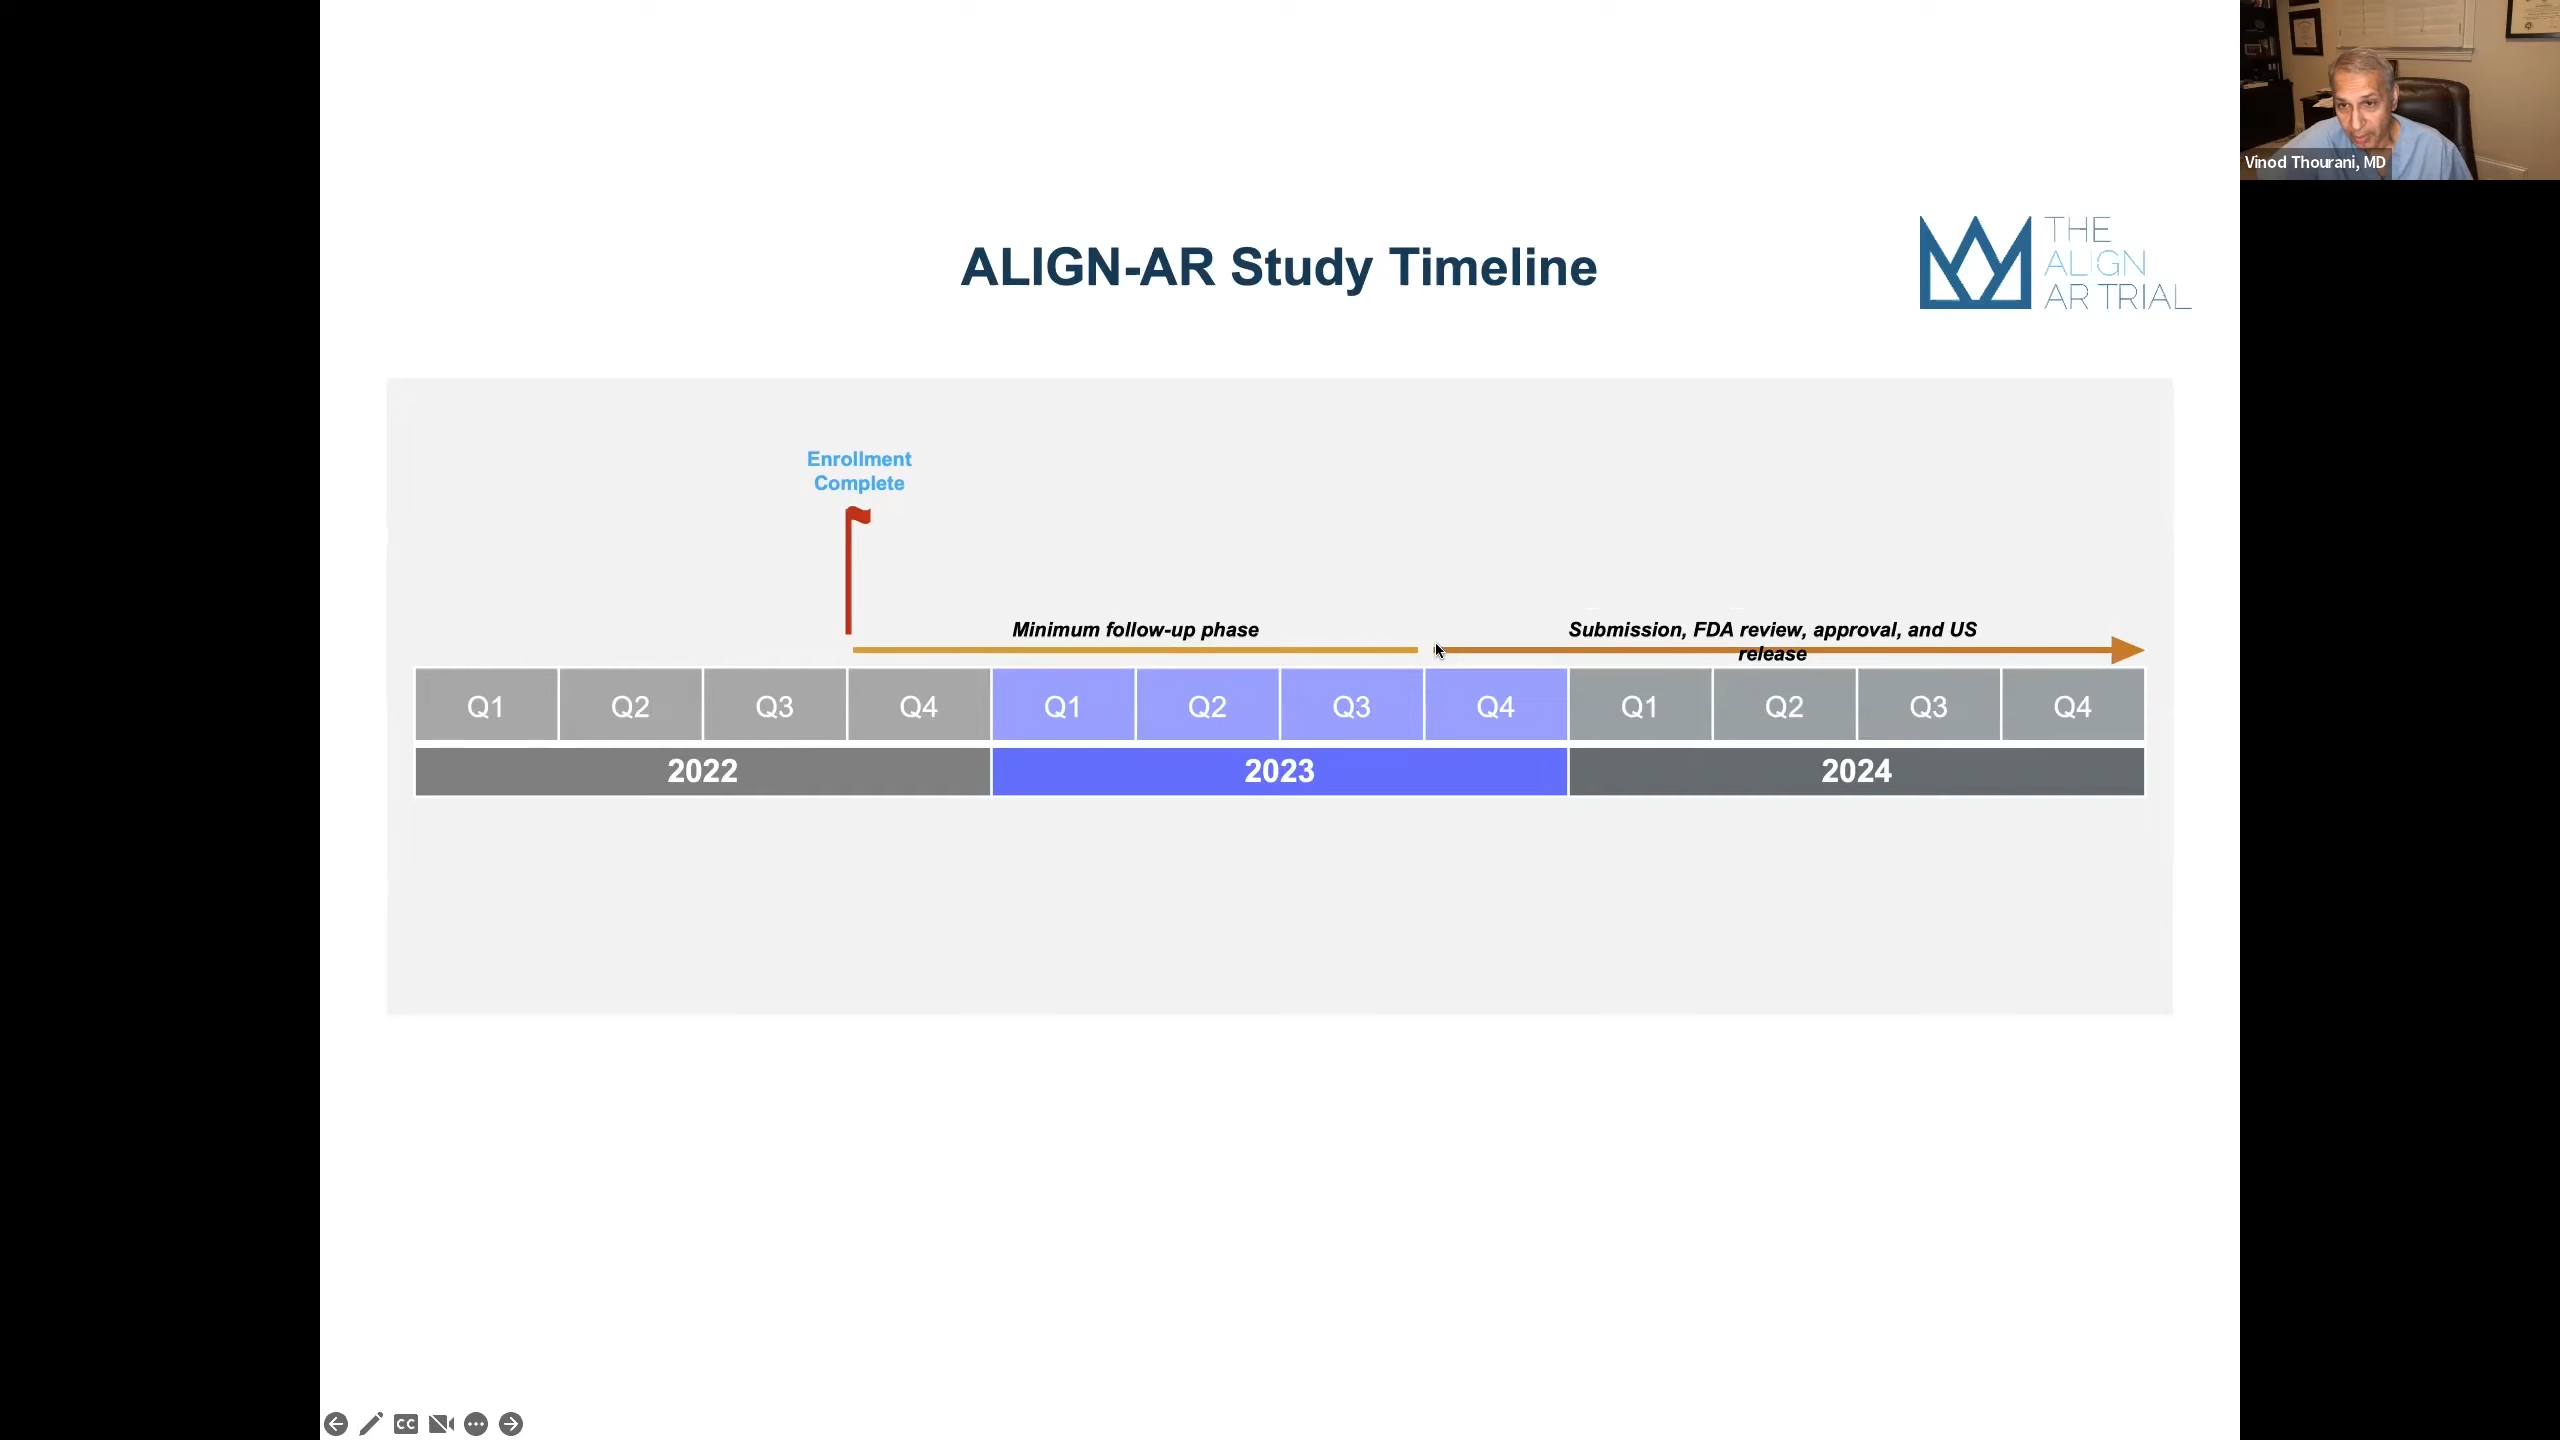 Vinod Thourani, MD
ALIGN-AR Study Timeline
THE
ALIGN
AR TRIAL
Enrollment
Complete
Minimum follow-up phase
Submission, FDA review, approval, and US
release
Q1 Q2 Q3 Q4 Q1 Q2 Q3 Q4 Q1 Q2 Q3 Q4
2022 2023 2024
CC